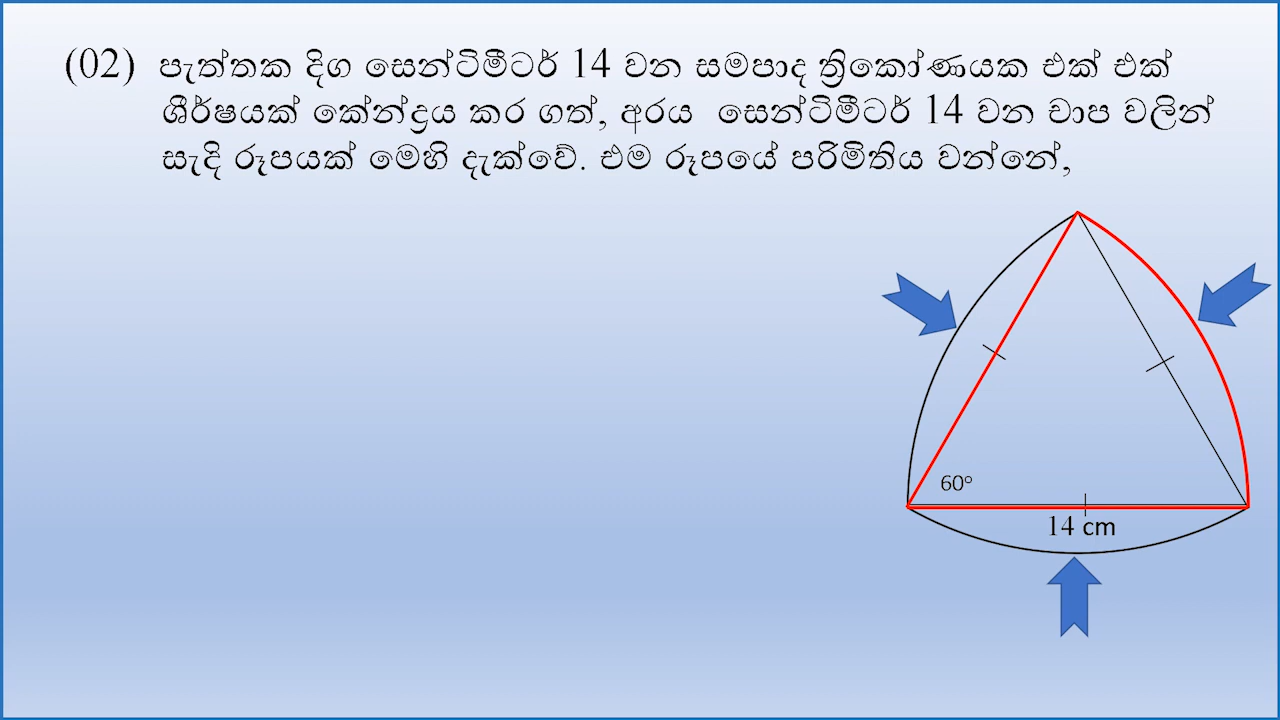 (02) පැත්තක දිග සෙන්ටිමීටර් 14 වන සමපාද ත්‍රිකෝණයක එක් එක්
ශීර්ෂයක් කේන්ද්‍රය කර ගත්, අරය සෙන්ටිමීටර් 14 වන චාප වලින්
සැදි රූපයක් මෙහි දැක්වේ. එම රූපයේ පරිමිතිය වන්නේ,
60°
14 cm